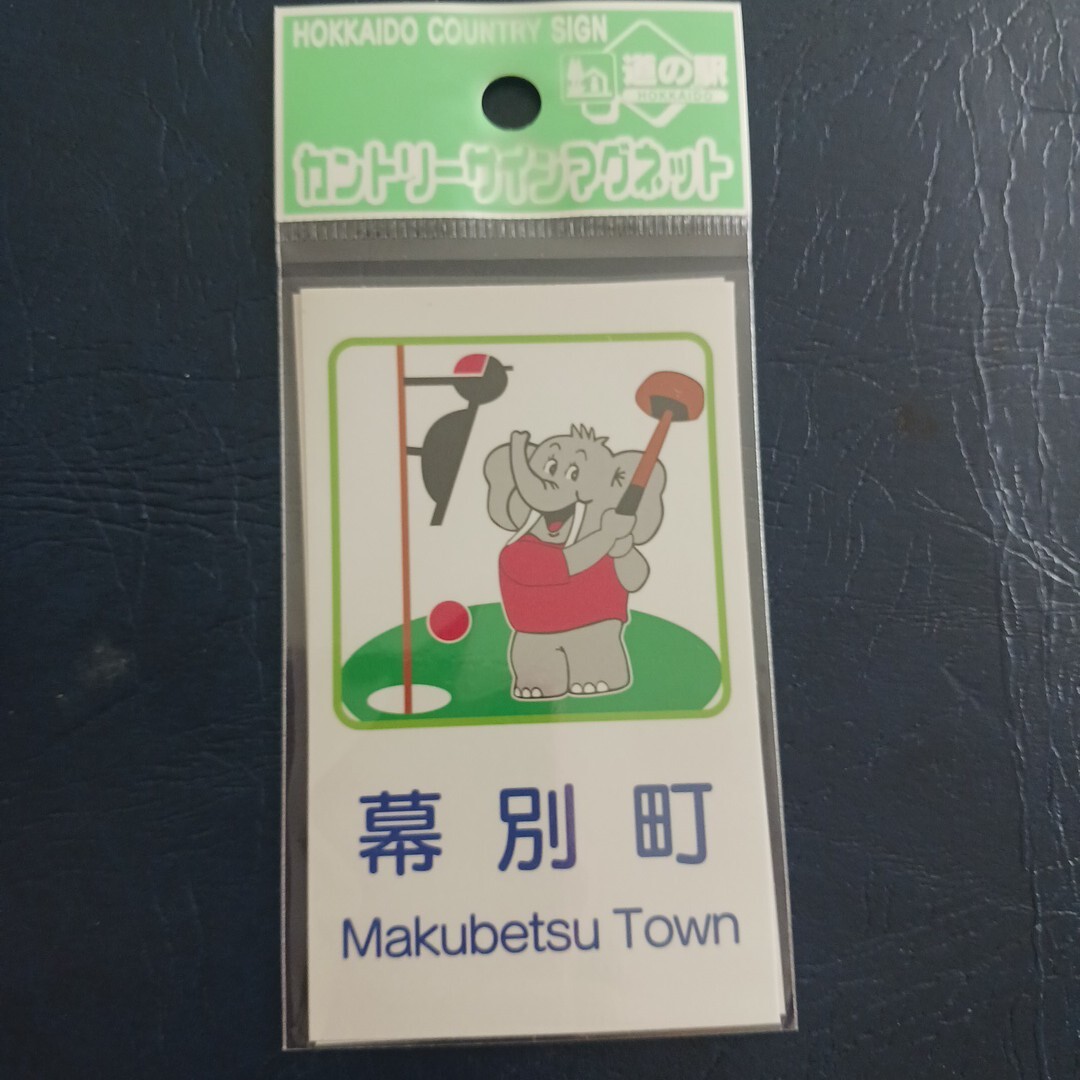 HOKKAIDO COUNTRY SIGN
道の駅
HOKKAIDO
カントリーサインマグネット
幕別町
Makubetsu Town